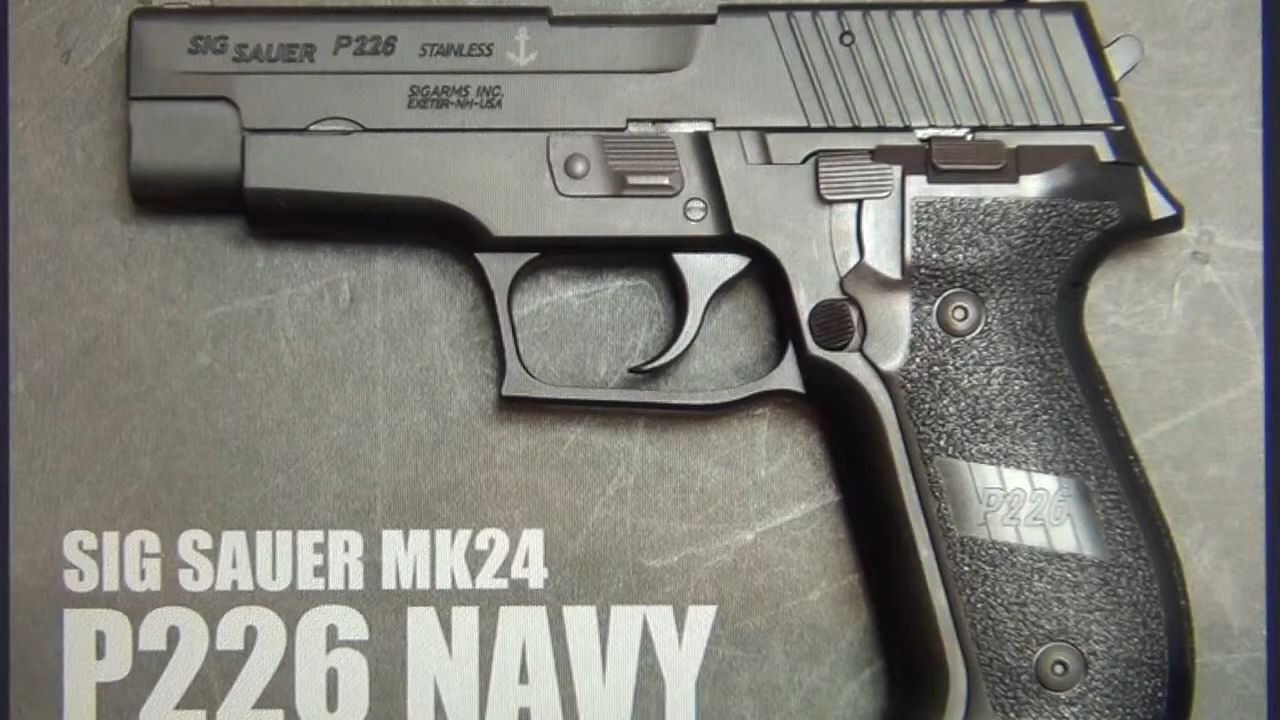 SIG SAUER P226 STAINLESS
SIGARMS INC.
EXETER-NH-USA
P226
SIG SAUER MK24
P226 NAVY